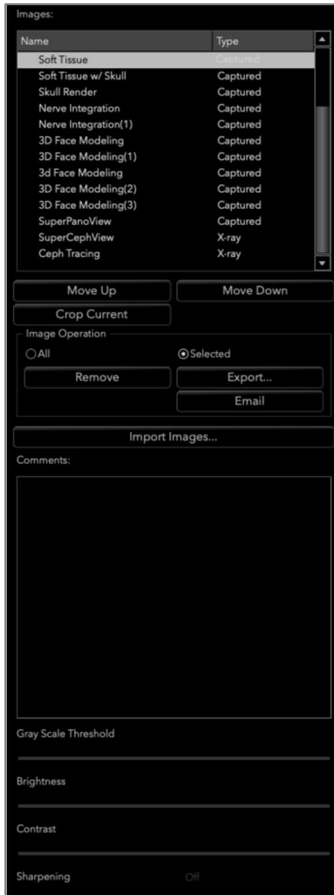 Images:
Name Type
Soft Tissue Captured
Soft Tissue w/ Skull Captured
Skull Render Captured
Nerve Integration Captured
Nerve Integration(1) Captured
3D Face Modeling Captured
3D Face Modeling(1) Captured
3d Face Modeling Captured
3D Face Modeling(2) Captured
3D Face Modeling(3) Captured
SuperPanoView Captured
SuperCephView X-ray
Ceph Tracing X-ray
Move Up Move Down
Crop Current
Image Operation
All Selected
Remove Export...
Email
Import Images...
Comments:
Gray Scale Threshold
Brightness
Contrast
Sharpening Off